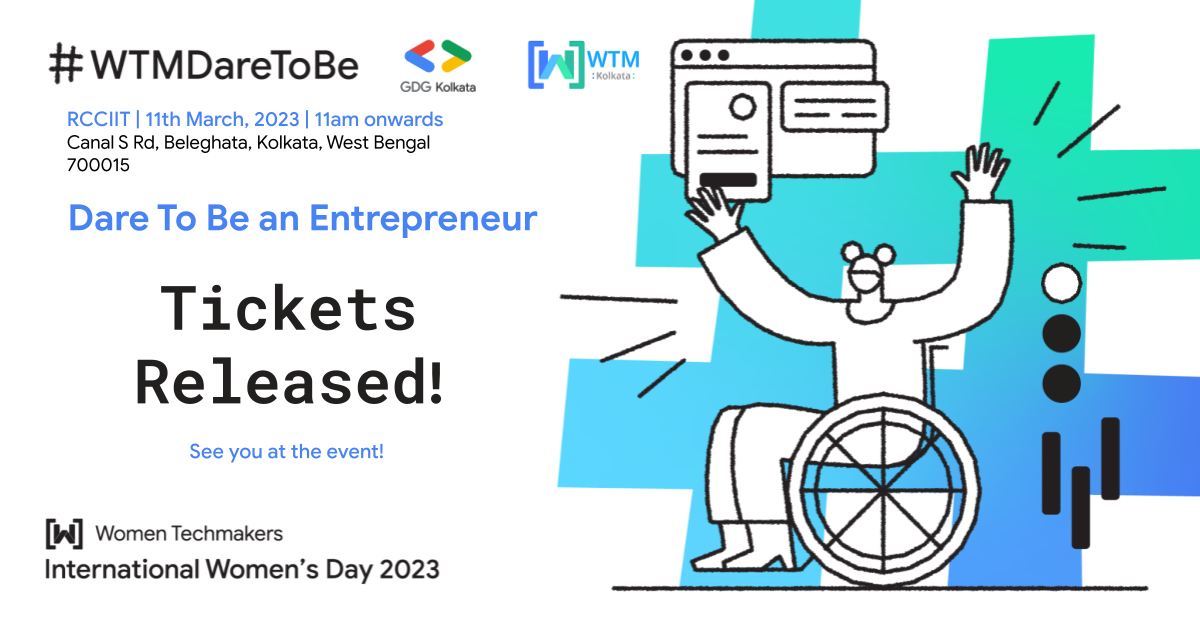 #WTMDareToBe
GDG Kolkata
WTM
:Kolkata:
RCCIIT | 11th March, 2023 | 11am onwards
Canal S Rd, Beleghata, Kolkata, West Bengal
700015
Dare To Be an Entrepreneur
Tickets
Released!
See you at the event!
Women Techmakers
International Women's Day 2023